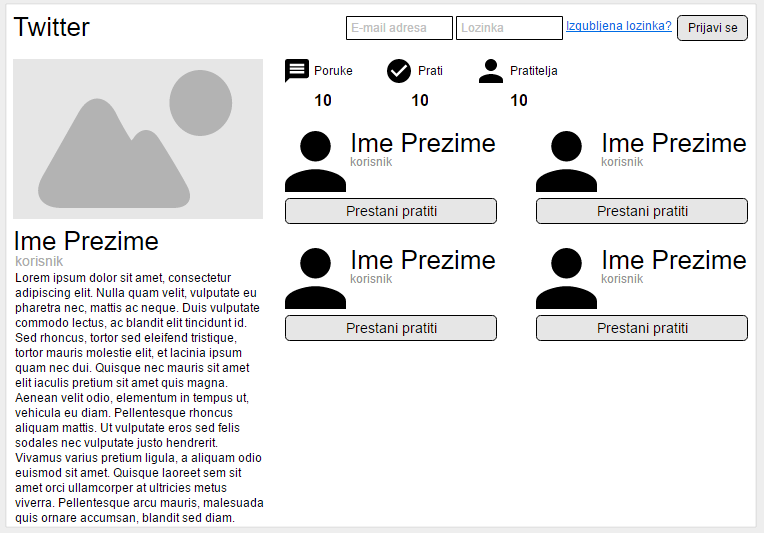 Twitter
E-mail adresa
Lozinka
Izgubljena lozinka?
Prijavi se
Poruke
Prati
Pratitelja
10
10
10
Ime Prezime
korisnik
Lorem ipsum dolor sit amet, consectetur
adipiscing elit. Nulla quam velit, vulputate eu
pharetra nec, mattis ac neque. Duis vulputate
commodo lectus, ac blandit elit tincidunt id.
Sed rhoncus, tortor sed eleifend tristique,
tortor mauris molestie elit, et lacinia ipsum
quam nec dui. Quisque nec mauris sit amet
elit iaculis pretium sit amet quis magna.
Aenean velit odio, elementum in tempus ut,
vehicula eu diam. Pellentesque rhoncus
aliquam mattis. Ut vulputate eros sed felis
sodales nec vulputate justo hendrerit.
Vivamus varius pretium ligula, a aliquam odio
euismod sit amet. Quisque laoreet sem sit
amet orci ullamcorper at ultricies metus
viverra. Pellentesque arcu mauris, malesuada
quis ornare accumsan, blandit sed diam.
Ime Prezime
korisnik
Prestani pratiti
Ime Prezime
korisnik
Prestani pratiti
Ime Prezime
korisnik
Prestani pratiti
Ime Prezime
korisnik
Prestani pratiti